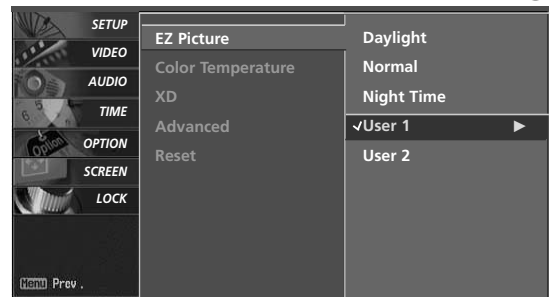 SETUP
VIDEO
AUDIO
TIME
OPTION
SCREEN
LOCK
EZ Picture
Color Temperature
XD
Advanced
Reset
Daylight
Normal
Night Time
✓User 1 ▶
User 2
Option
Menu Prev.